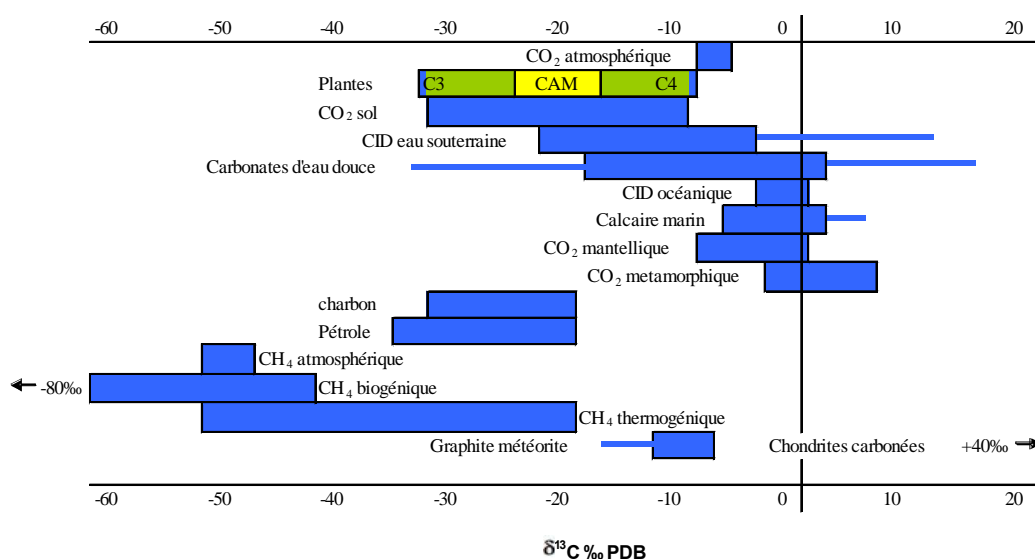 -60 -50 -40 -30 -20 -10 0 10 20
CO₂ atmosphérique
Plantes C3 CAM C4
CO₂ sol
CID eau souterraine
Carbonates d'eau douce
CID océanique
Calcaire marin
CO₂ mantellique
CO₂ metamorphique
charbon
Pétrole
CH₄ atmosphérique
-80‰ CH₄ biogénique
CH₄ thermogénique
Graphite météorite Chondrites carbonées +40‰
-60 -50 -40 -30 -20 -10 0 10 20
δ¹³C ‰ PDB